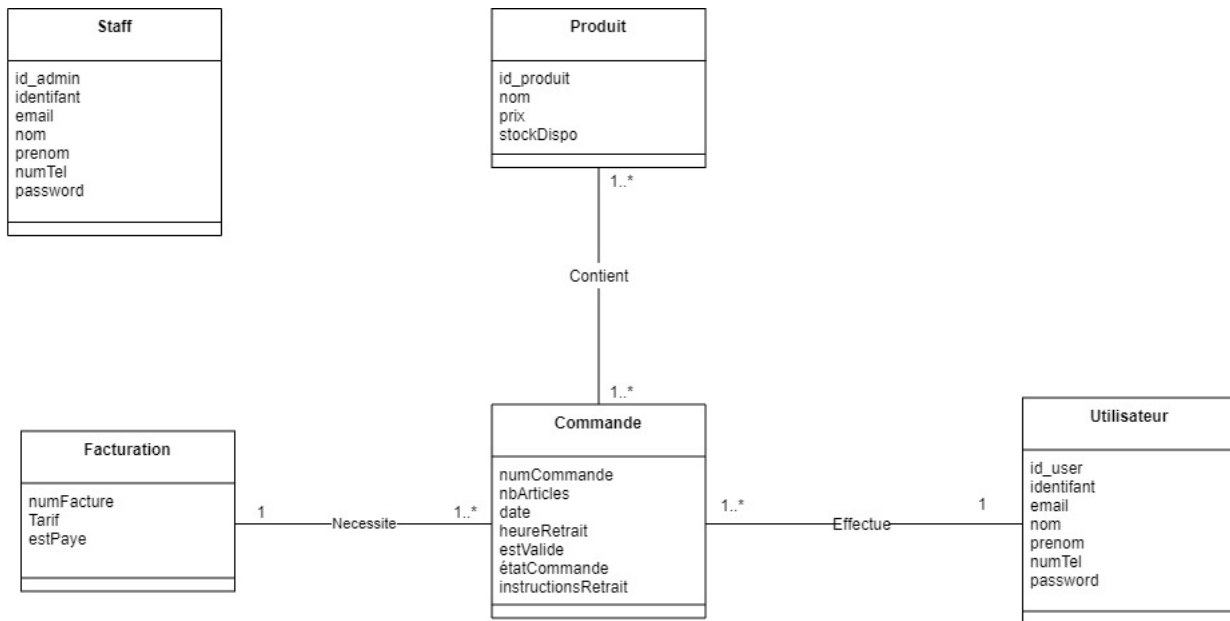 Staff
id_admin
identifant
email
nom
prenom
numTel
password
Produit
id_produit
nom
prix
stockDispo
1..*
Contient
1..*
Facturation
numFacture
Tarif
estPaye
1
Necessite
1..*
Commande
numCommande
nbArticles
date
heureRetrait
estValide
étatCommande
instructionsRetrait
1..*
Effectue
1
Utilisateur
id_user
identifant
email
nom
prenom
numTel
password